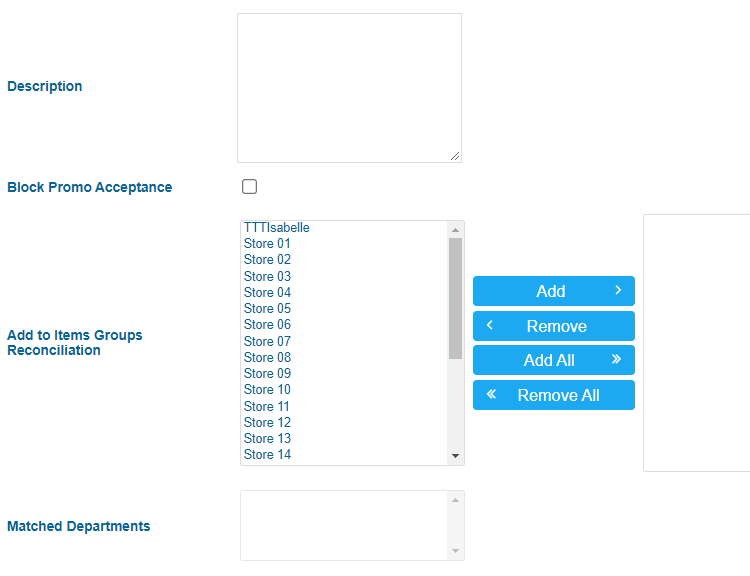 Description
Block Promo Acceptance
Add to Items Groups
Reconciliation
TTTIsabelle
Store 01
Store 02
Store 03
Store 04
Store 05
Store 06
Store 07
Store 08
Store 09
Store 10
Store 11
Store 12
Store 13
Store 14
Add
Remove
Add All
Remove All
Matched Departments